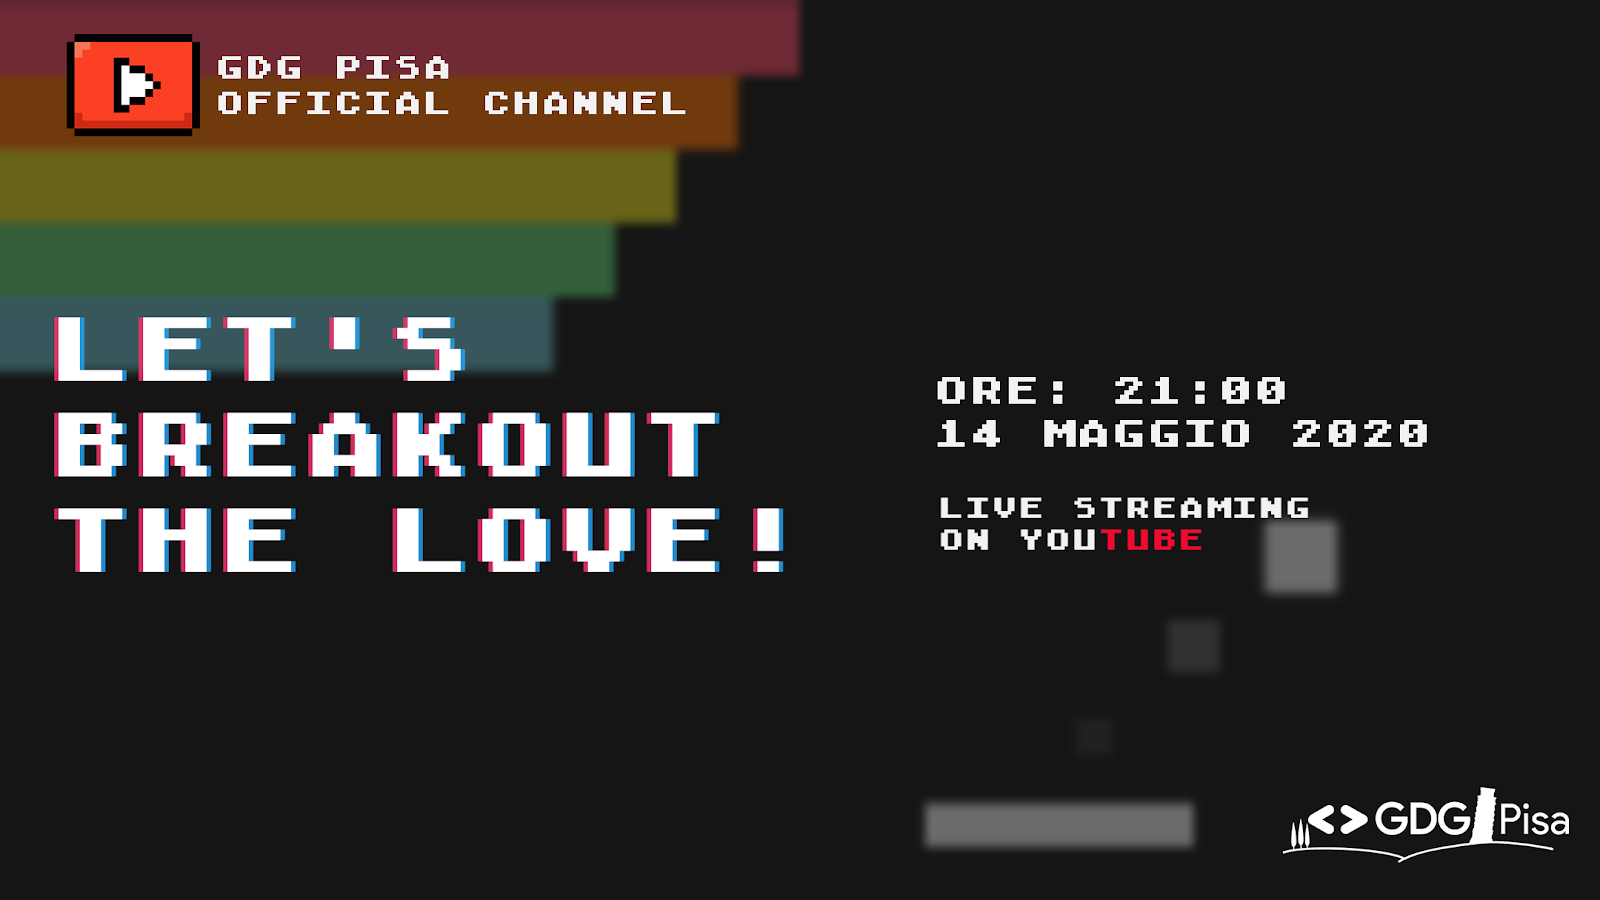 GDG PISA
OFFICIAL CHANNEL
LET'S
BREAKOUT
THE LOVE!
ORE: 21:00
14 MAGGIO 2020
LIVE STREAMING
ON YOUTUBE
<> GDG Pisa